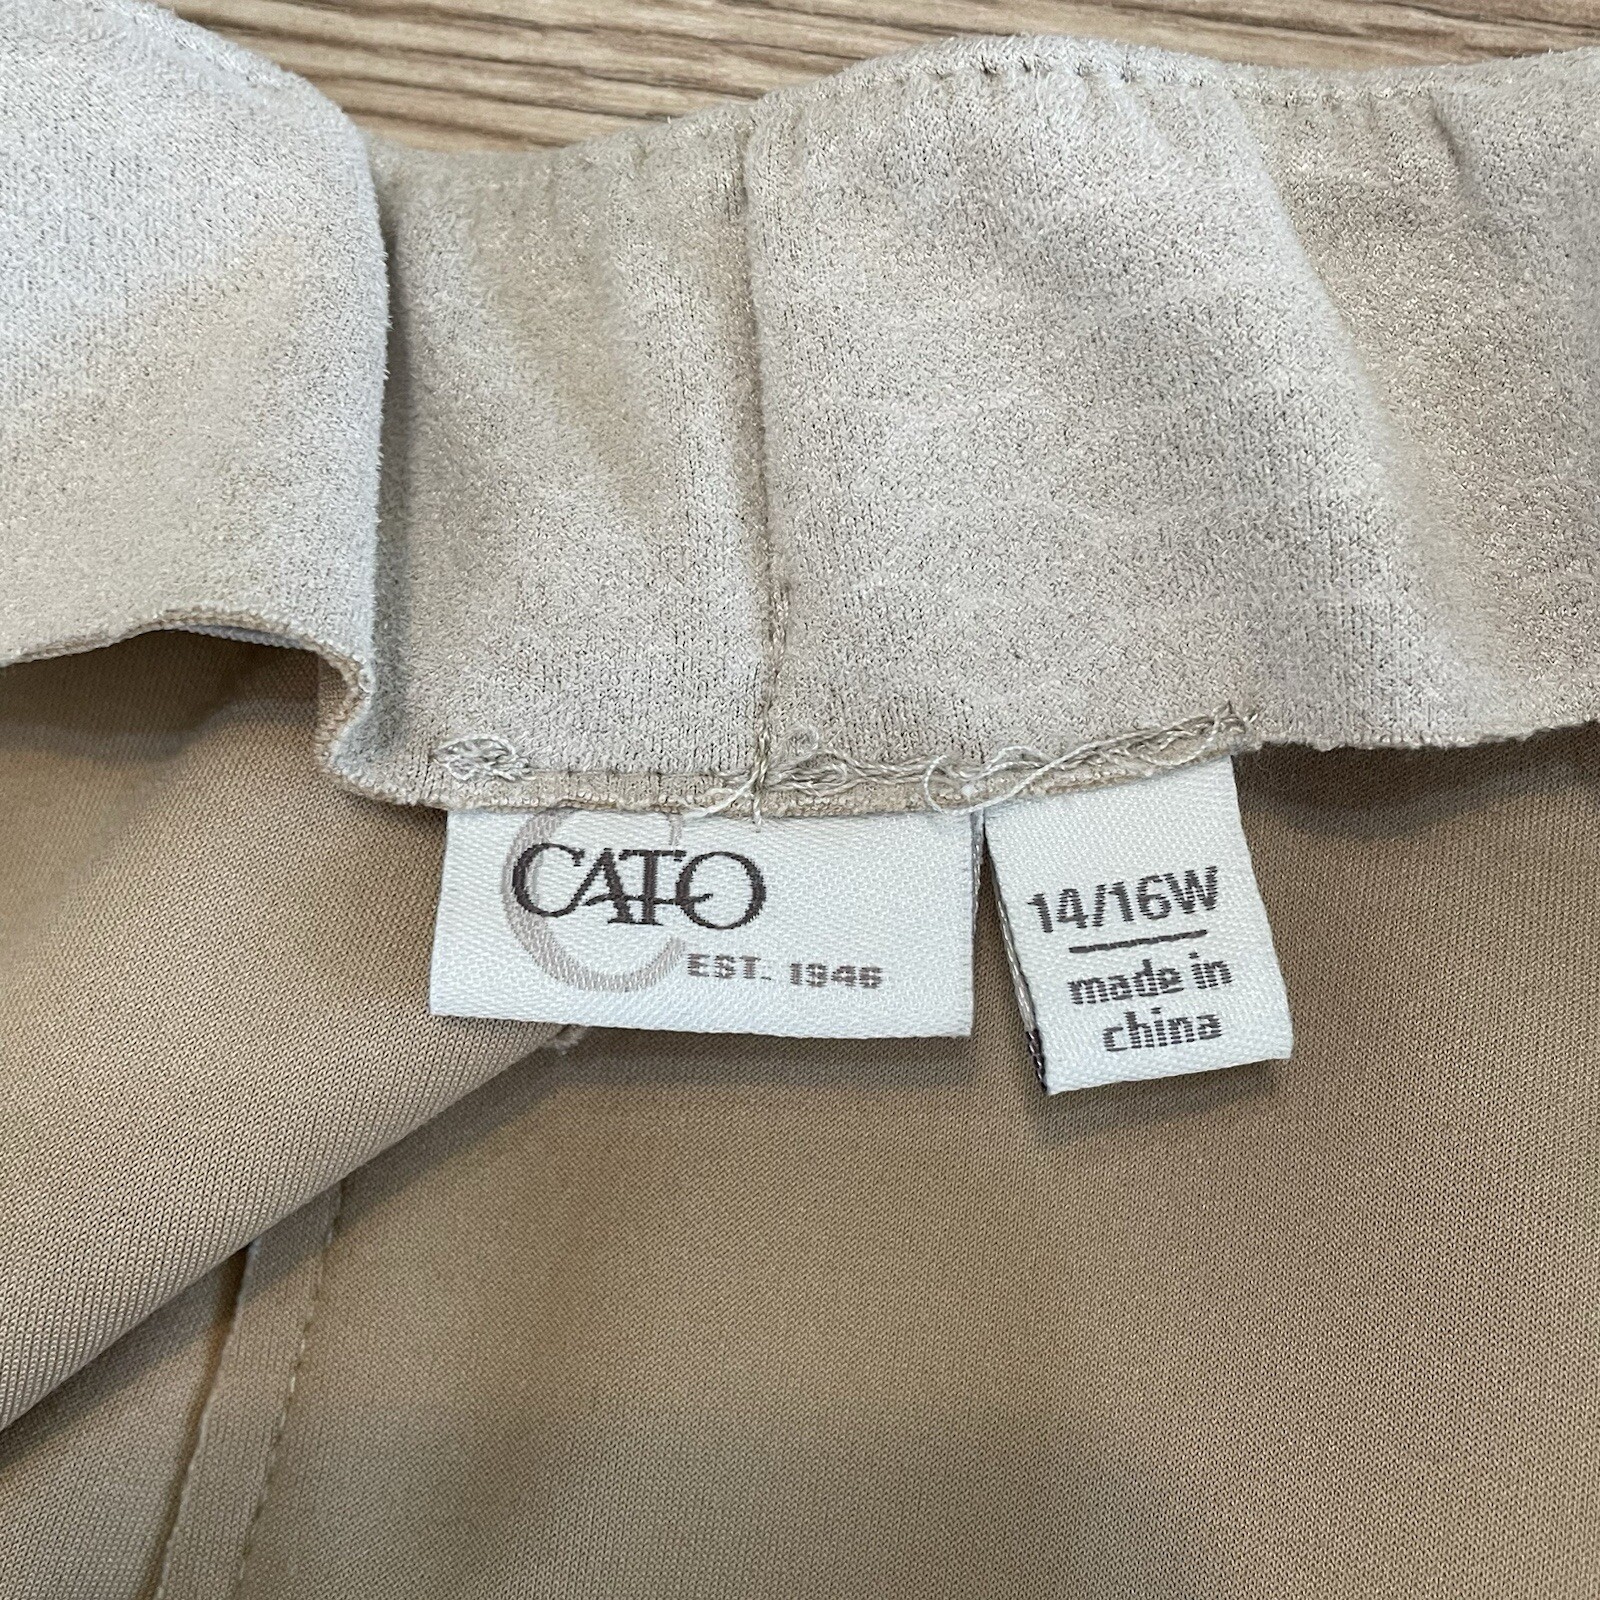 CATO
EST. 1946
14/16W
made in
china